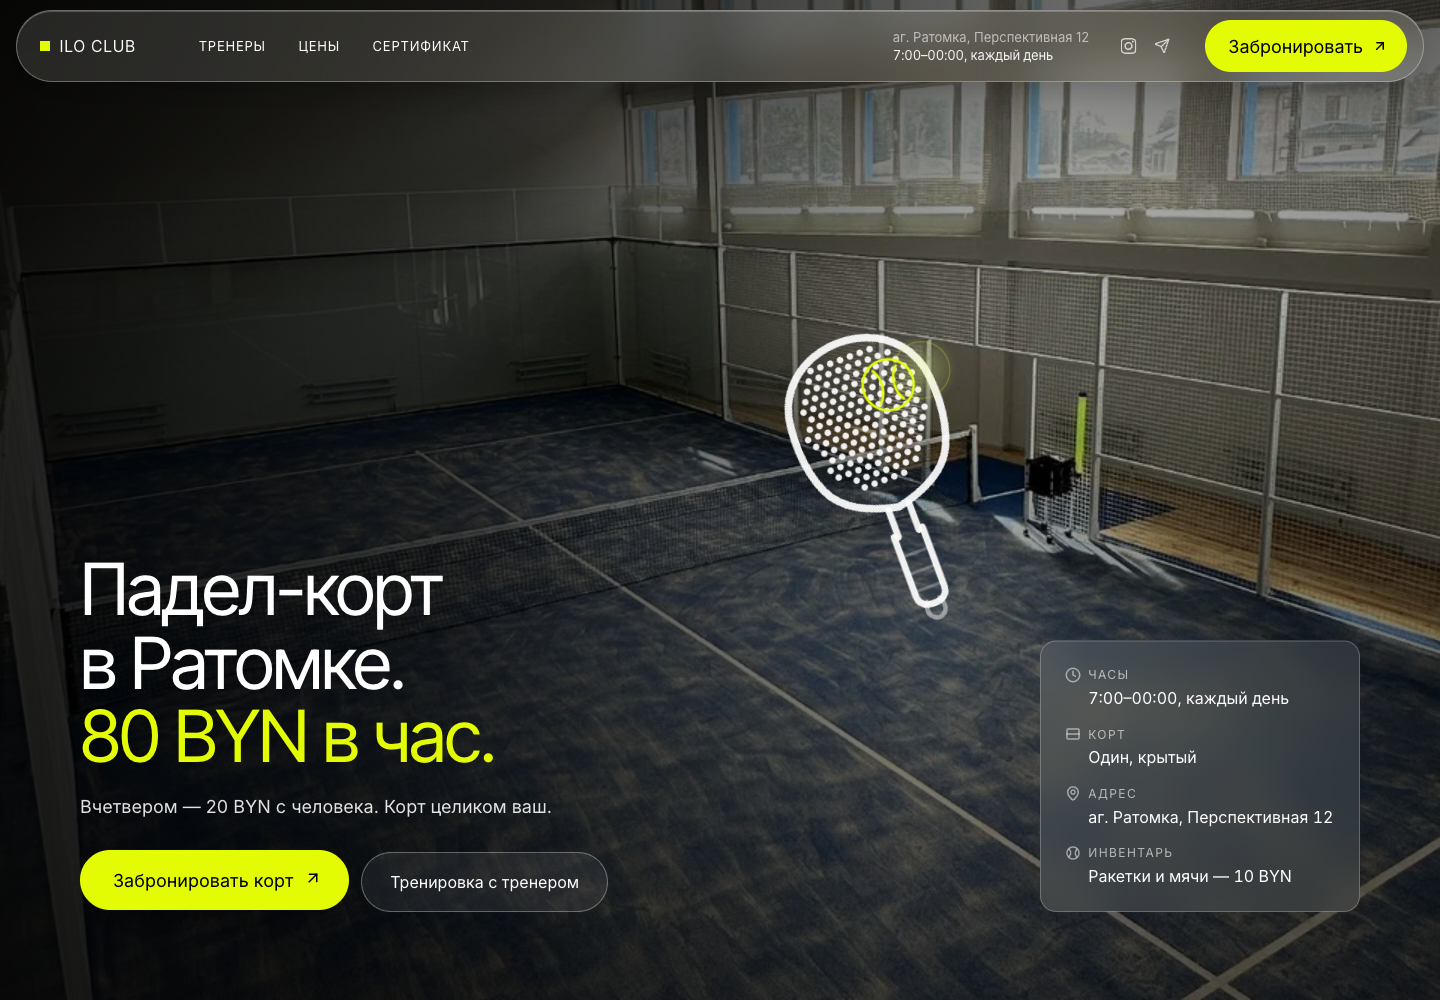 ILO CLUB
ТРЕНЕРЫ
ЦЕНЫ
СЕРТИФИКАТ
аг. Ратомка, Перспективная 12
7:00–00:00, каждый день
Забронировать
Падел-корт
в Ратомке.
80 BYN в час.
Вчетвером — 20 BYN с человека. Корт целиком ваш.
Забронировать корт
Тренировка с тренером
ЧАСЫ
7:00–00:00, каждый день
КОРТ
Один, крытый
АДРЕС
аг. Ратомка, Перспективная 12
ИНВЕНТАРЬ
Ракетки и мячи — 10 BYN